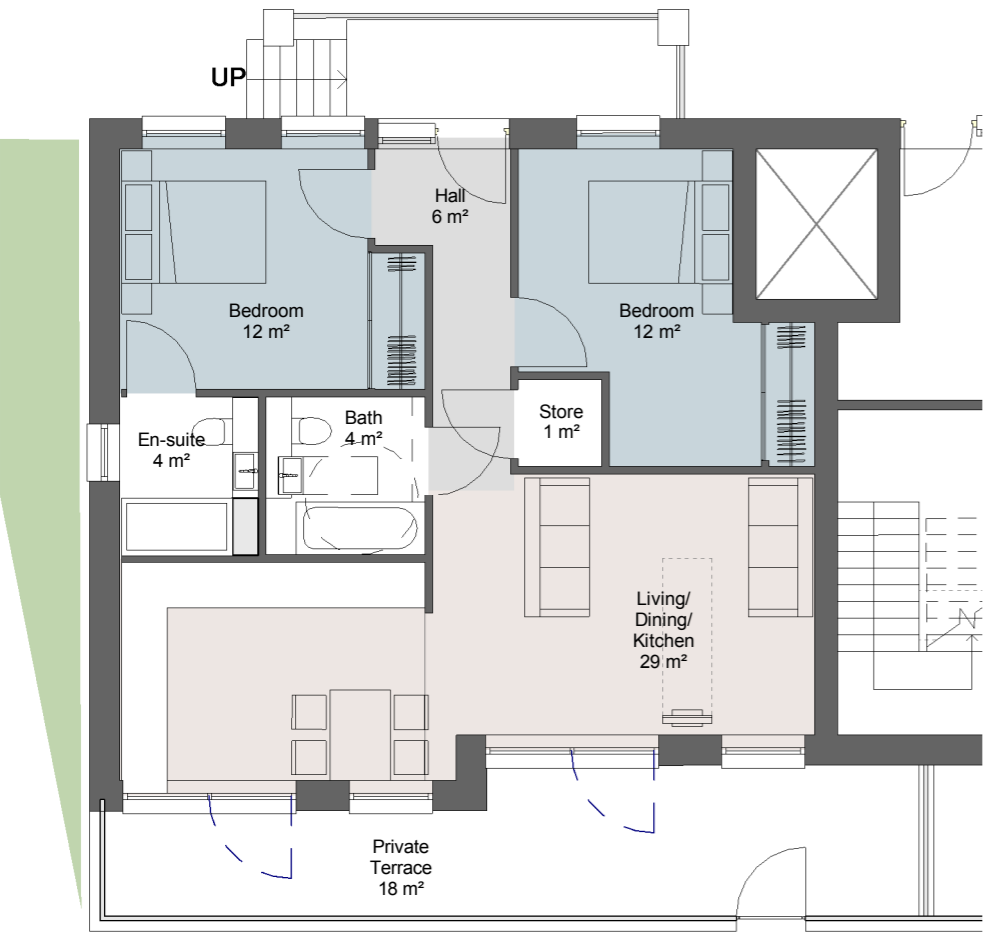 UP
Hall
6 m²
Bedroom
12 m²
Bedroom
12 m²
Store
1 m²
Bath
4 m²
En-suite
4 m²
Living/
Dining/
Kitchen
29 m²
Private
Terrace
18 m²